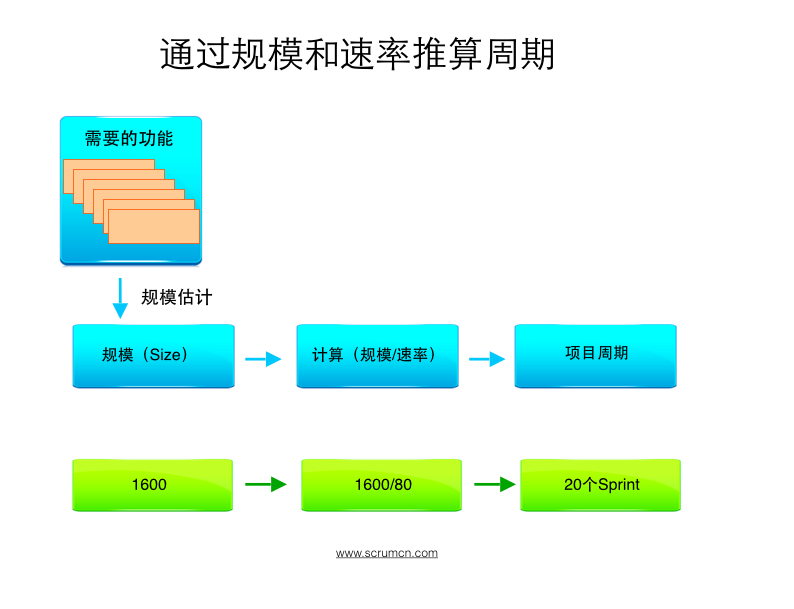 通过规模和速率推算周期
需要的功能
规模估计
规模（Size）
计算（规模/速率）
项目周期
1600
1600/80
20个Sprint
www.scrumcn.com